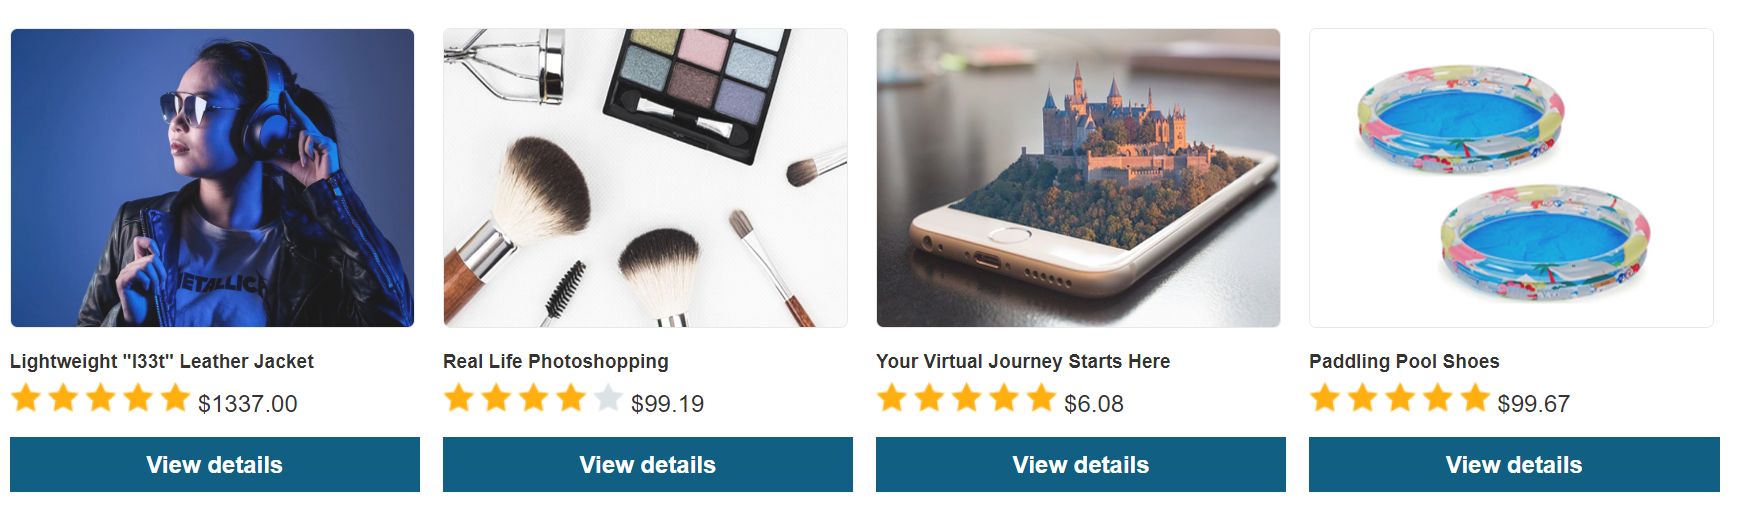 METALLICA
Lightweight "l33t" Leather Jacket
$1337.00
View details
Real Life Photoshopping
$99.19
View details
Your Virtual Journey Starts Here
$6.08
View details
Paddling Pool Shoes
$99.67
View details